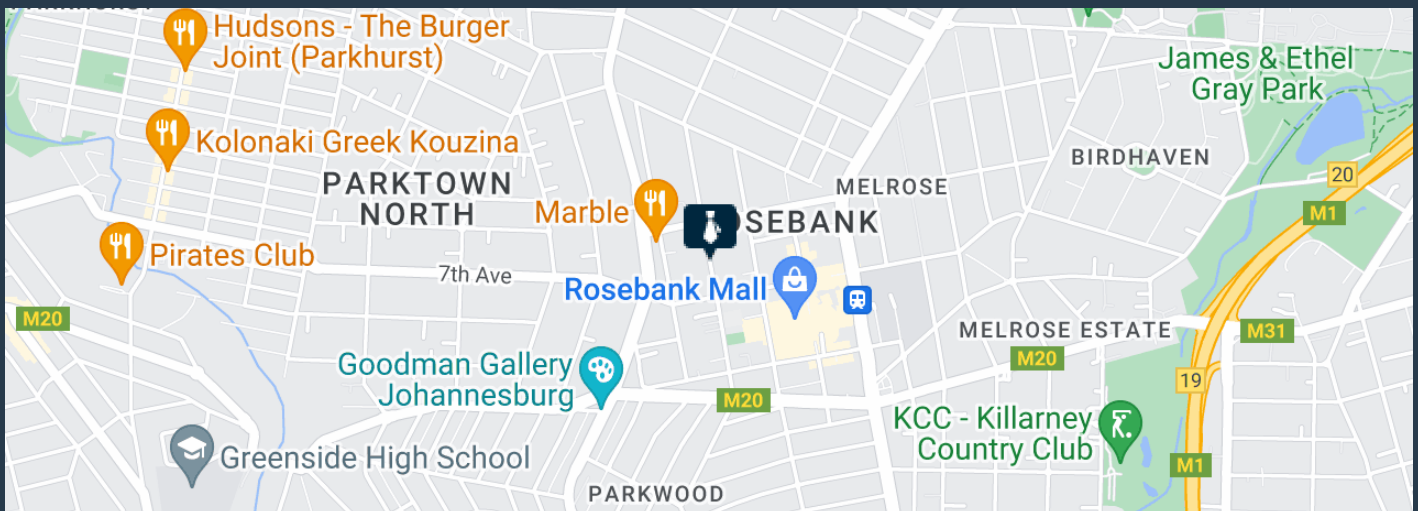 Hudsons - The Burger
Joint (Parkhurst)
James & Ethel
Gray Park
Kolonaki Greek Kouzina
BIRDHAVEN
20
PARKTOWN
NORTH
MELROSE
Marble
SEBANK
M1
Pirates Club
7th Ave
Rosebank Mall
M20
MELROSE ESTATE
M31
M20
Goodman Gallery
Johannesburg
19
M20
KCC - Killarney
Country Club
Greenside High School
M1
PARKWOOD